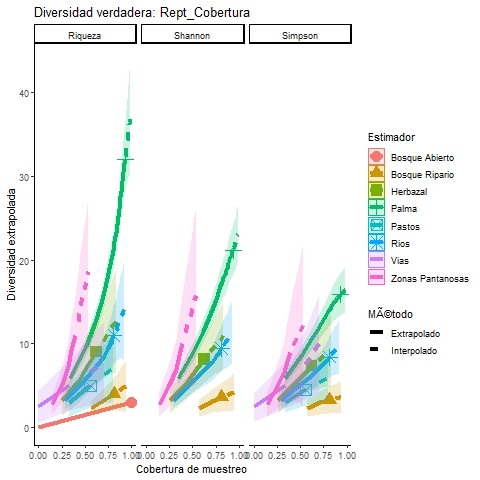 Diversidad verdadera: Rept_Cobertura
Riqueza
Shannon
Simpson
Diversidad extrapolada
40
30
20
10
0
0.00 0.25 0.50 0.75 1.00
0.00 0.25 0.50 0.75 1.00
0.00 0.25 0.50 0.75 1.00
Cobertura de muestreo
Estimador
Bosque Abierto
Bosque Ripario
Herbazal
Palma
Pastos
Rios
Vias
Zonas Pantanosas
MÃ©todo
Extrapolado
Interpolado